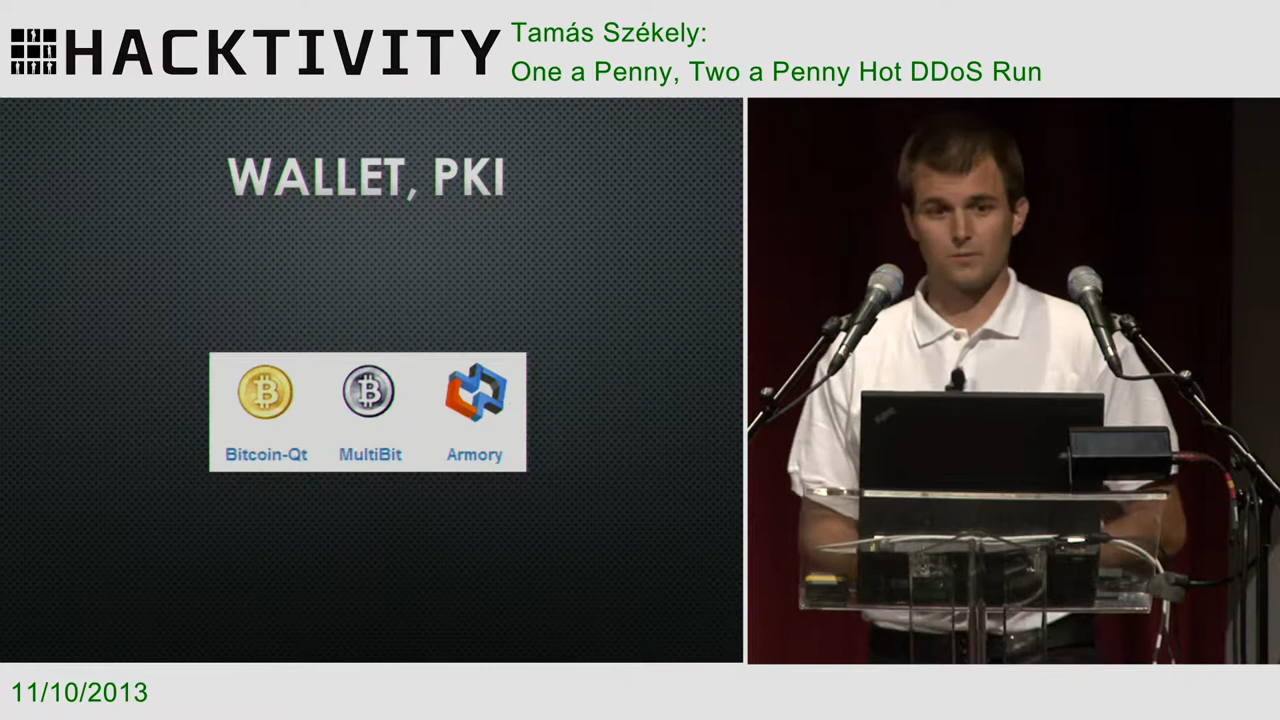 HACKTIVITY
Tamás Székely:
One a Penny, Two a Penny Hot DDoS Run
WALLET, PKI
Bitcoin-Qt MultiBit Armory
11/10/2013